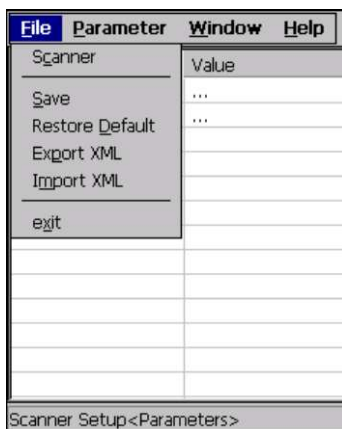 File Parameter Window Help
Scanner
Value
Save
...
Restore Default
...
Export XML
Import XML
exit
Scanner Setup<Parameters>